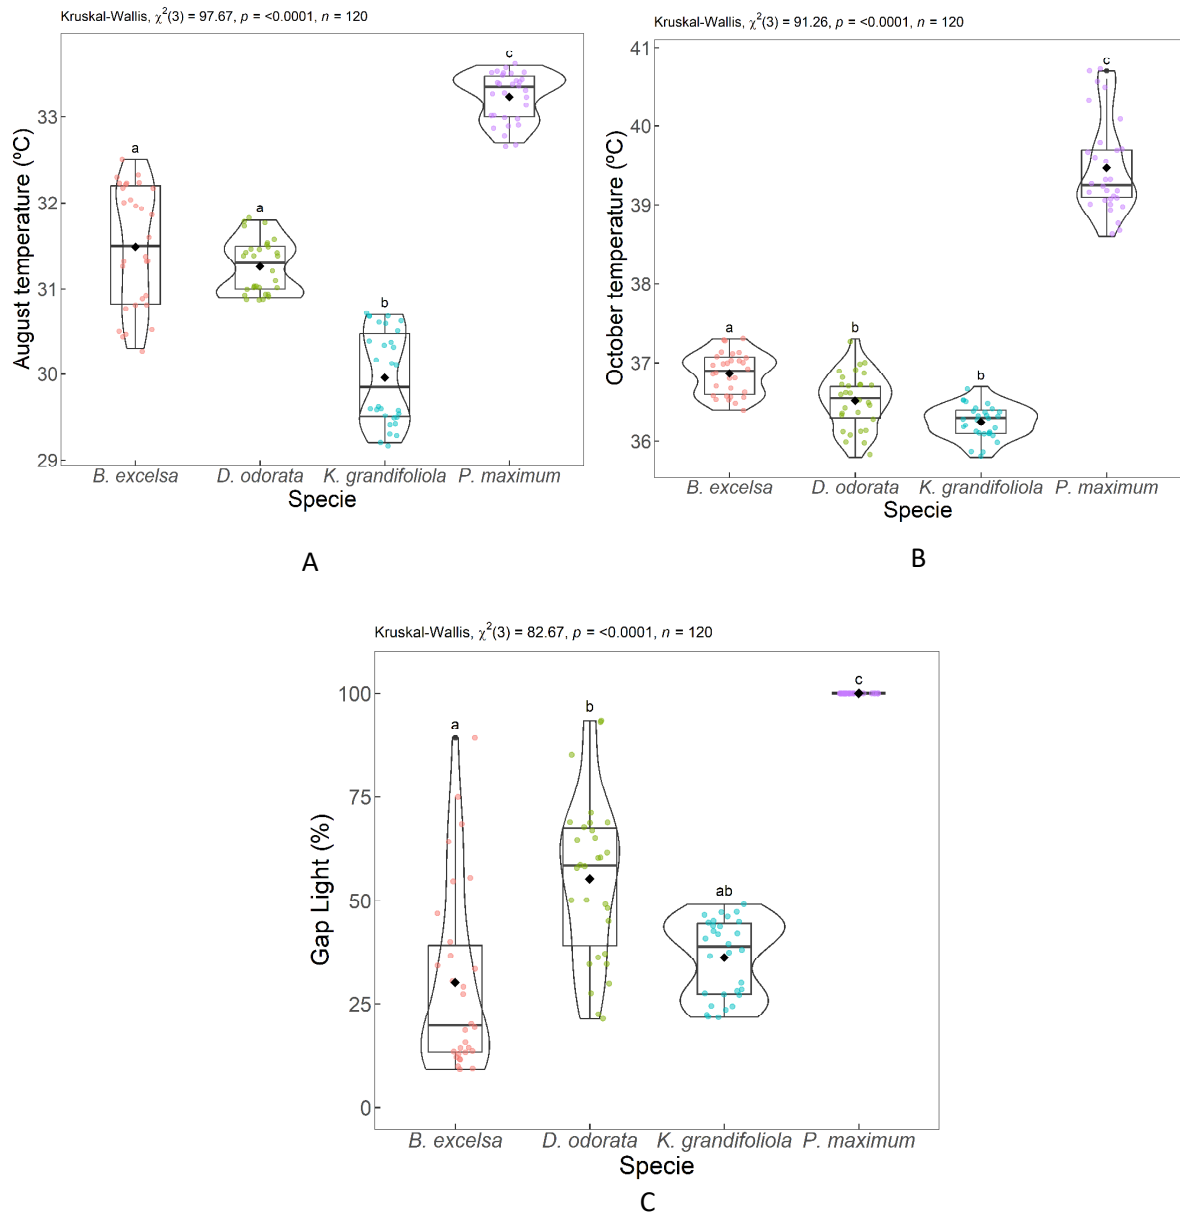 Kruskal-Wallis, χ²(3) = 97.67, p = <0.0001, n = 120
August temperature (ºC)
33
32
31
30
29
a
a
b
c
B. excelsa
D. odorata
K. grandifoliola
P. maximum
Specie
A
Kruskal-Wallis, χ²(3) = 91.26, p = <0.0001, n = 120
October temperature (ºC)
41
40
39
38
37
36
a
b
b
c
B. excelsa
D. odorata
K. grandifoliola
P. maximum
Specie
B
Kruskal-Wallis, χ²(3) = 82.67, p = <0.0001, n = 120
Gap Light (%)
100
75
50
25
0
a
b
ab
c
B. excelsa
D. odorata
K. grandifoliola
P. maximum
Specie
C